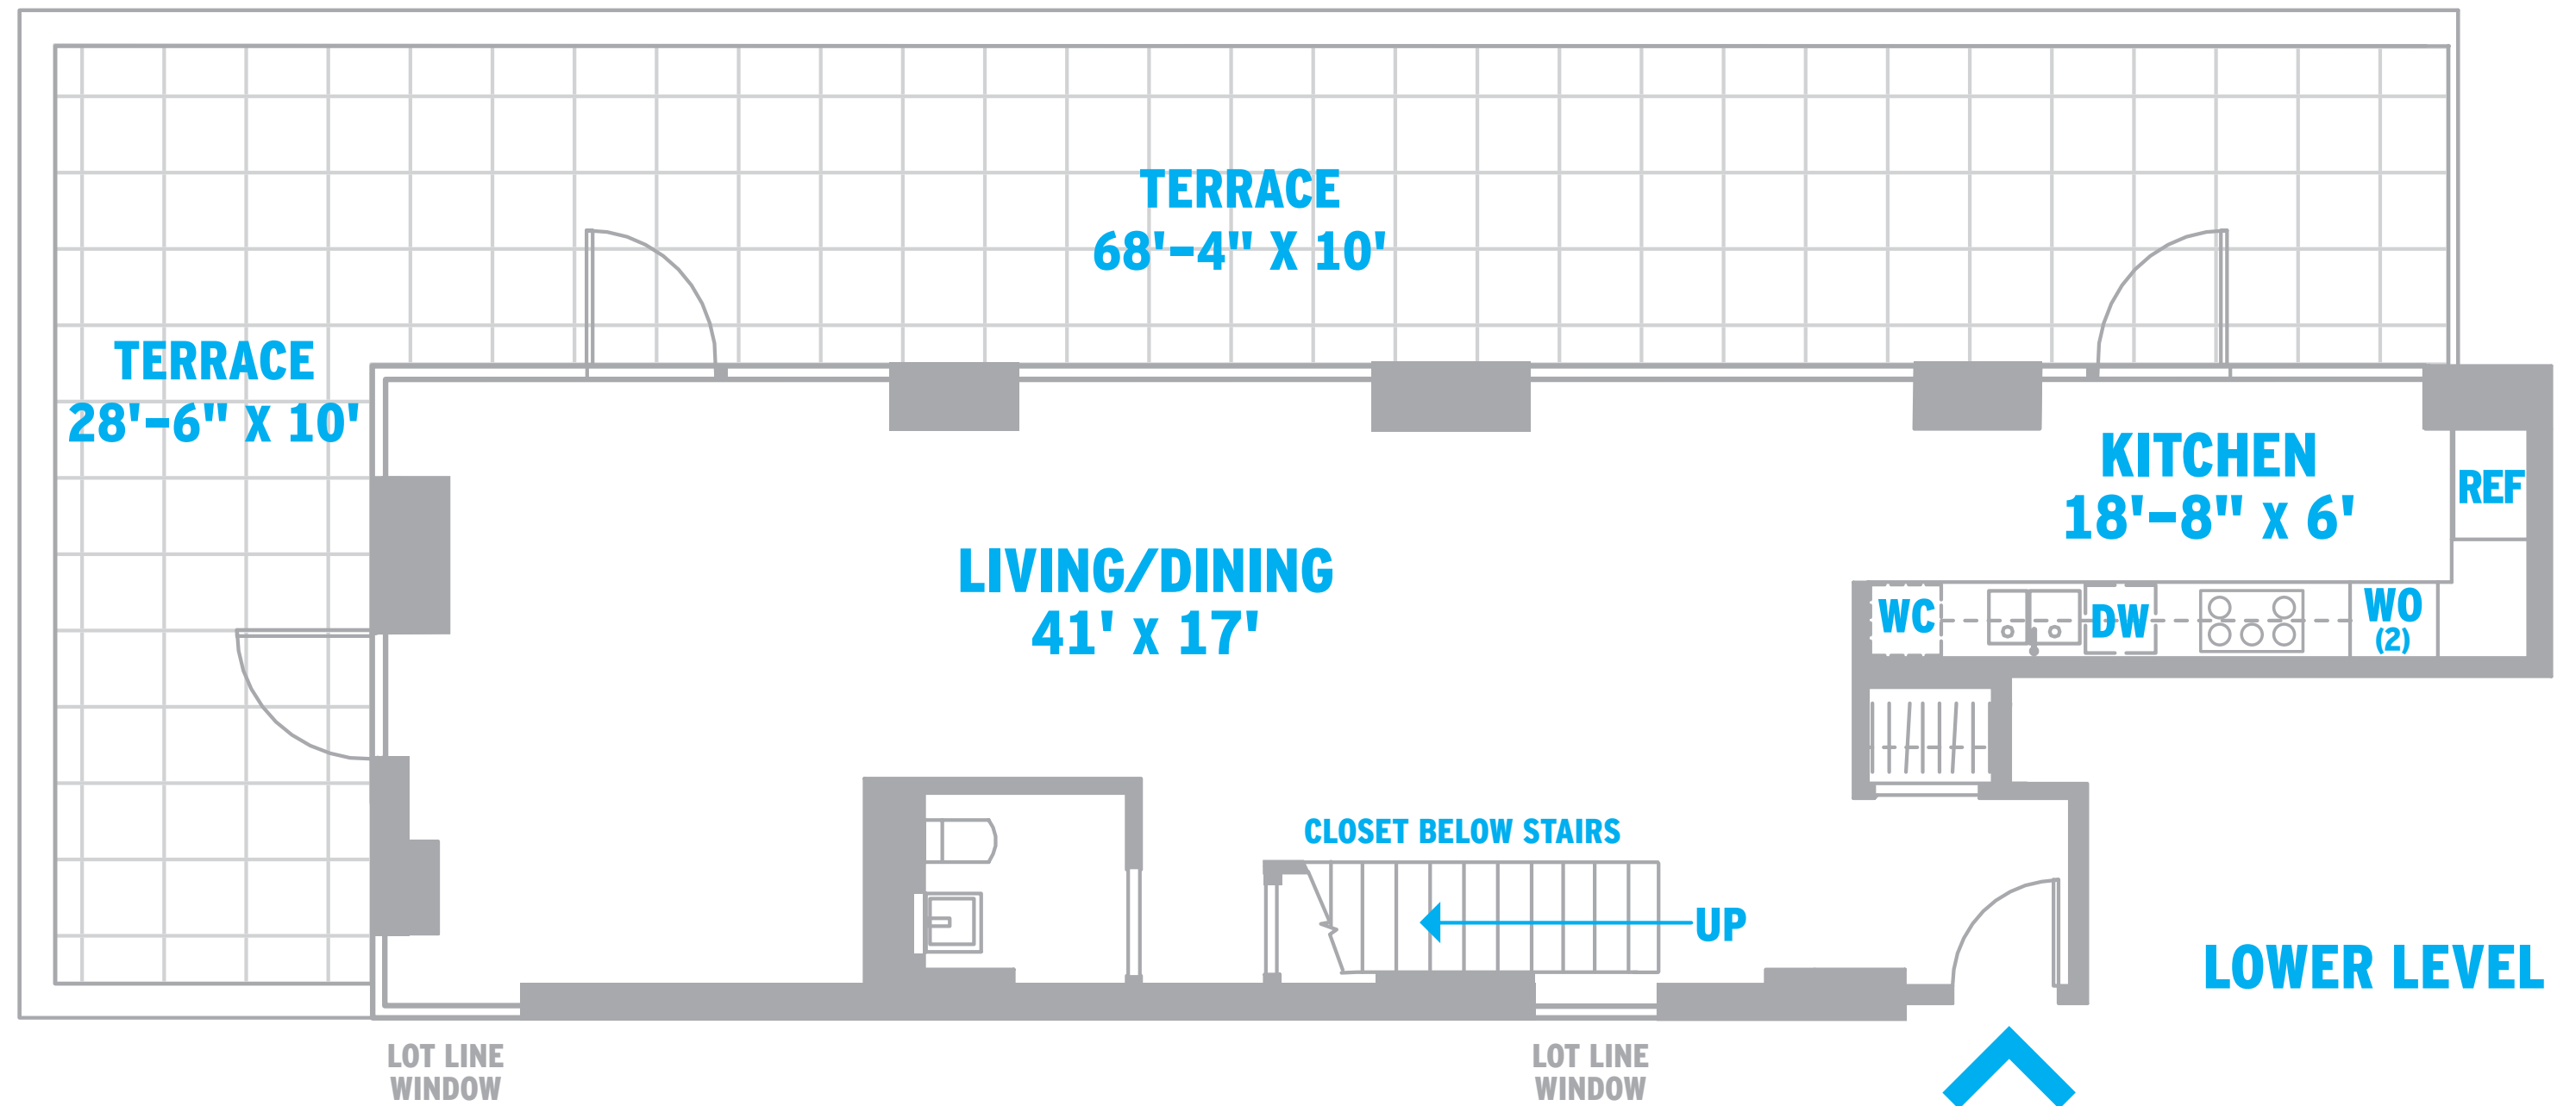 TERRACE
68'-4" X 10'
TERRACE
28'-6" X 10'
KITCHEN
18'-8" X 6'
REF
LIVING/DINING
41' X 17'
WC
DW
WO
(2)
CLOSET BELOW STAIRS
UP
LOWER LEVEL
LOT LINE
WINDOW
LOT LINE
WINDOW